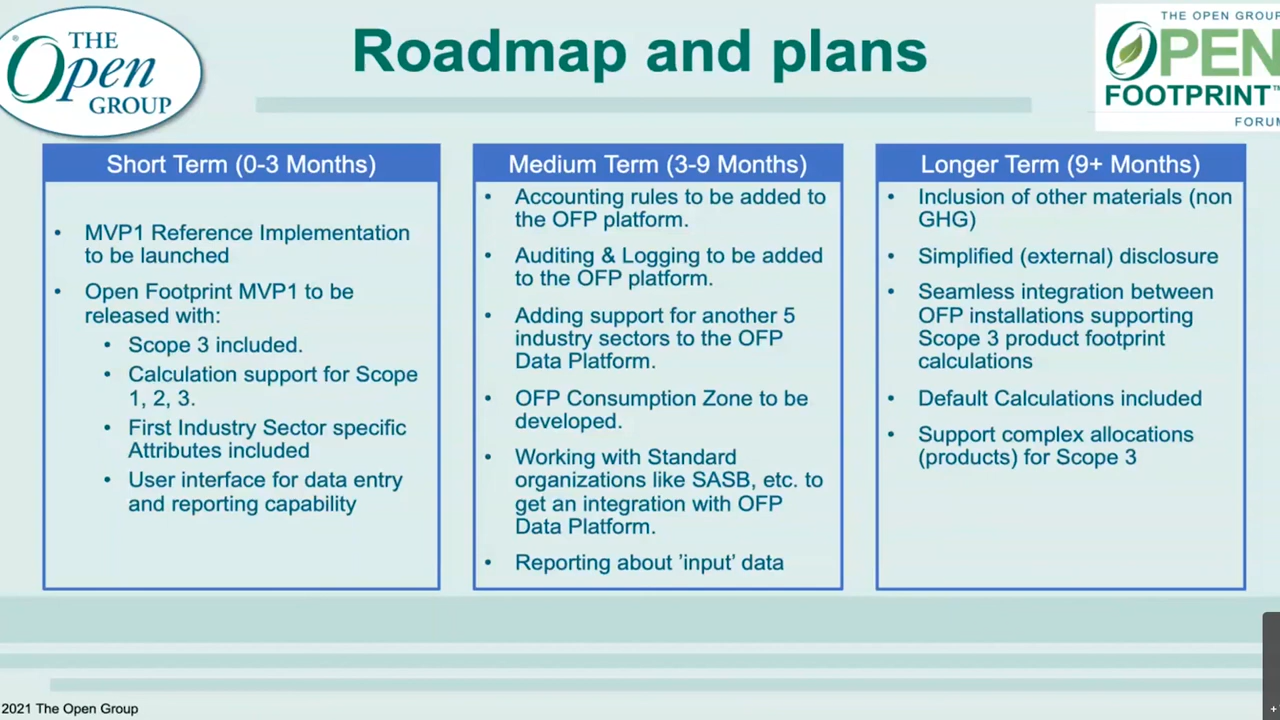 THE
Open
GROUP
®
Roadmap and plans
THE OPEN GROUP
OPEN
FOOTPRINT™
FORUM
Short Term (0-3 Months)
• MVP1 Reference Implementation
to be launched
• Open Footprint MVP1 to be
released with:
• Scope 3 included.
• Calculation support for Scope
1, 2, 3.
• First Industry Sector specific
Attributes included
• User interface for data entry
and reporting capability
Medium Term (3-9 Months)
• Accounting rules to be added to
the OFP platform.
• Auditing & Logging to be added
to the OFP platform.
• Adding support for another 5
industry sectors to the OFP
Data Platform.
• OFP Consumption Zone to be
developed.
• Working with Standard
organizations like SASB, etc. to
get an integration with OFP
Data Platform.
• Reporting about ’input’ data
Longer Term (9+ Months)
• Inclusion of other materials (non
GHG)
• Simplified (external) disclosure
• Seamless integration between
OFP installations supporting
Scope 3 product footprint
calculations
• Default Calculations included
• Support complex allocations
(products) for Scope 3
2021 The Open Group